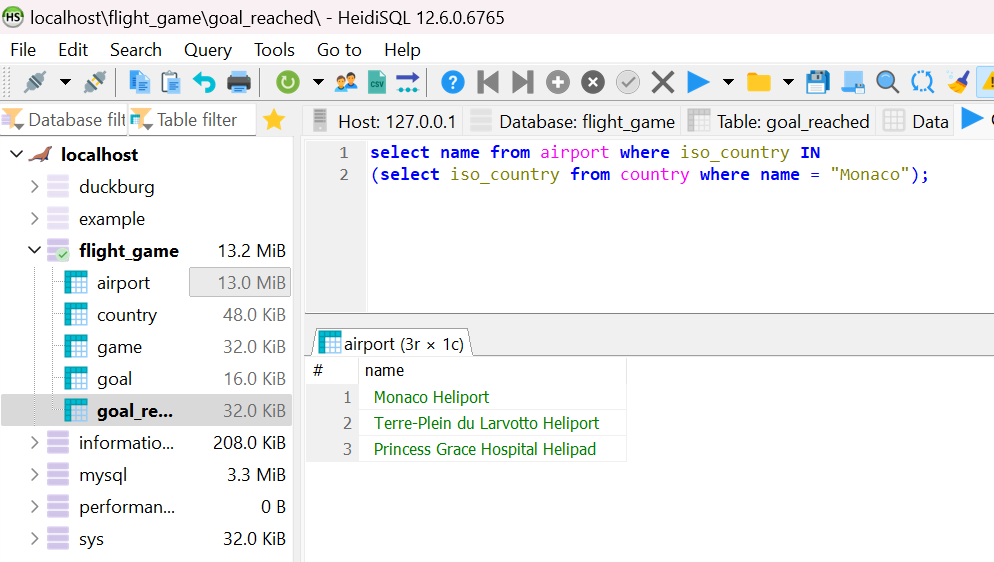 HS localhost\flight_game\goal_reached\ - HeidiSQL 12.6.0.6765
File Edit Search Query Tools Go to Help
CSV
Database filt Table filter
Host: 127.0.0.1 Database: flight_game Table: goal_reached Data
localhost
duckburg
example
flight_game 13.2 MiB
airport 13.0 MiB
country 48.0 KiB
game 32.0 KiB
goal 16.0 KiB
goal_re... 32.0 KiB
informatio... 208.0 KiB
mysql 3.3 MiB
performan... 0 B
sys 32.0 KiB
1 select name from airport where iso_country IN
2 (select iso_country from country where name = "Monaco");
airport (3r × 1c)
# name
1 Monaco Heliport
2 Terre-Plein du Larvotto Heliport
3 Princess Grace Hospital Helipad